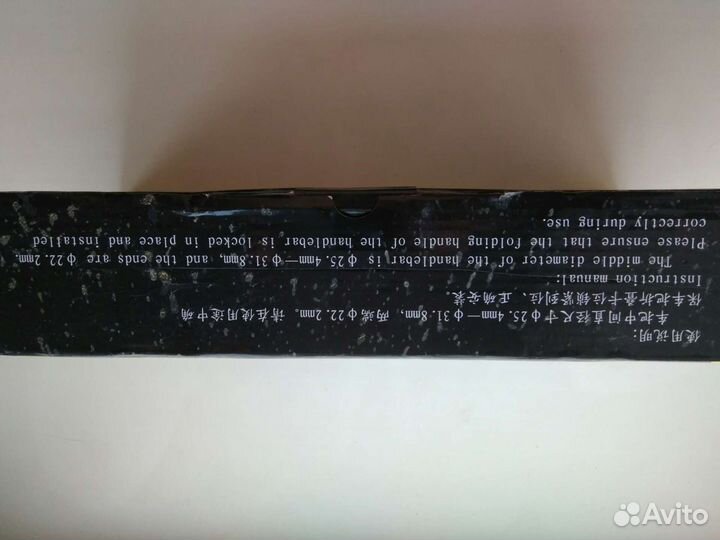 使用说明：
车把中间直径尺寸φ25.4mm—φ31.8mm，两端φ22.2mm。请在使用途中确
保车把折叠卡位锁紧到位、正确安装。
Instruction manual:
The middle diameter of the handlebar is φ25.4mm—φ31.8mm, and the ends are φ22.2mm.
Please ensure that the folding handle of the handlebar is locked in place and installed
correctly during use.
Avito